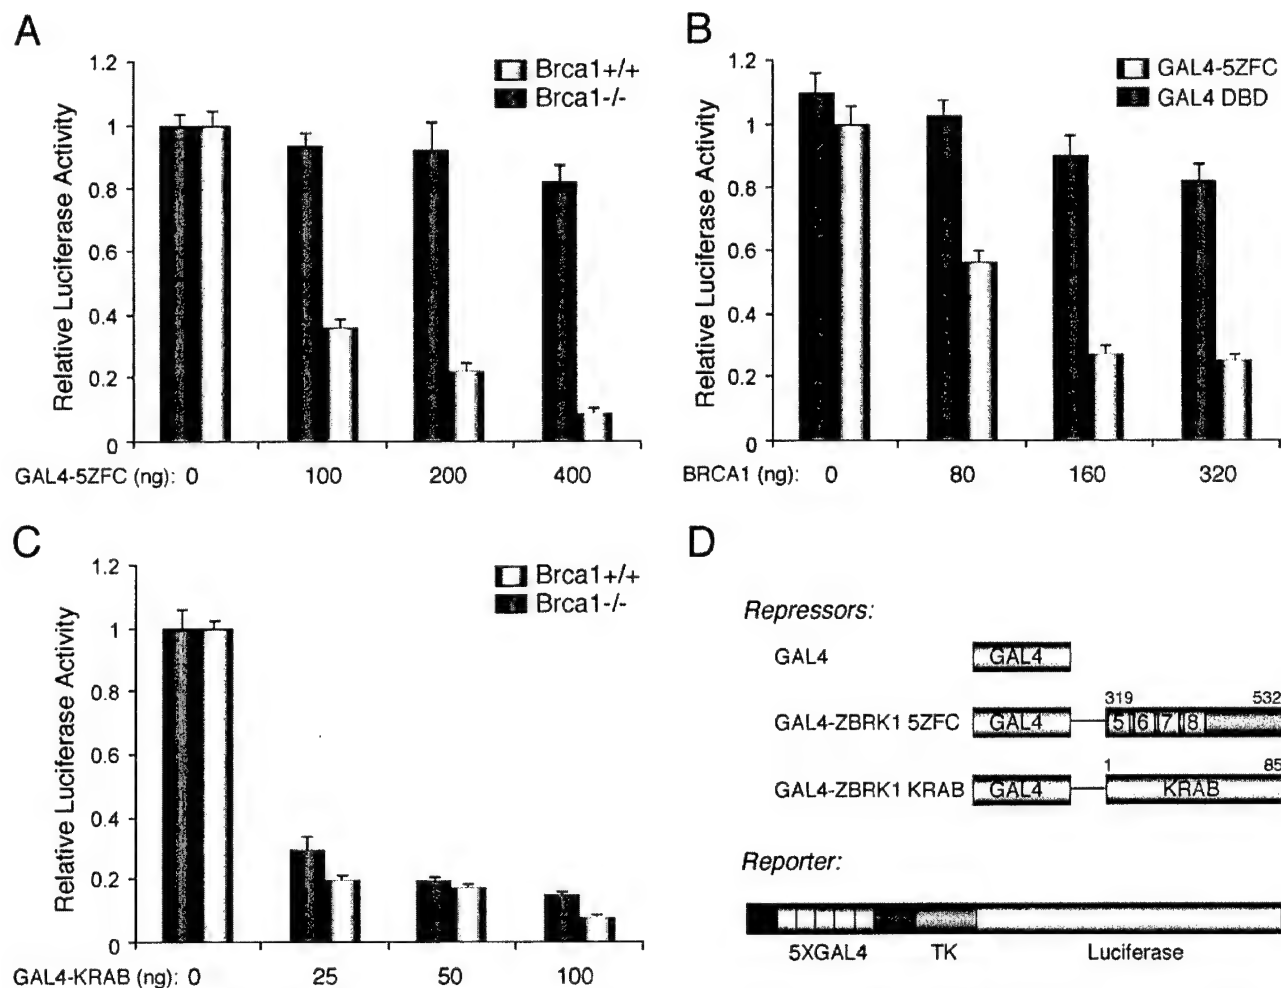 A
Relative Luciferase Activity
1.2
1
0.8
0.6
0.4
0.2
0
Brca1+/+
Brca1-/-
GAL4-5ZFC (ng): 0 100 200 400
B
Relative Luciferase Activity
1.2
1
0.8
0.6
0.4
0.2
0
GAL4-5ZFC
GAL4 DBD
BRCA1 (ng): 0 80 160 320
C
Relative Luciferase Activity
1.2
1
0.8
0.6
0.4
0.2
0
Brca1+/+
Brca1-/-
GAL4-KRAB (ng): 0 25 50 100
D
Repressors:
GAL4 GAL4
319 532
GAL4-ZBRK1 5ZFC GAL4 5 6 7 8
1 85
GAL4-ZBRK1 KRAB GAL4 KRAB
Reporter:
5XGAL4 TK Luciferase